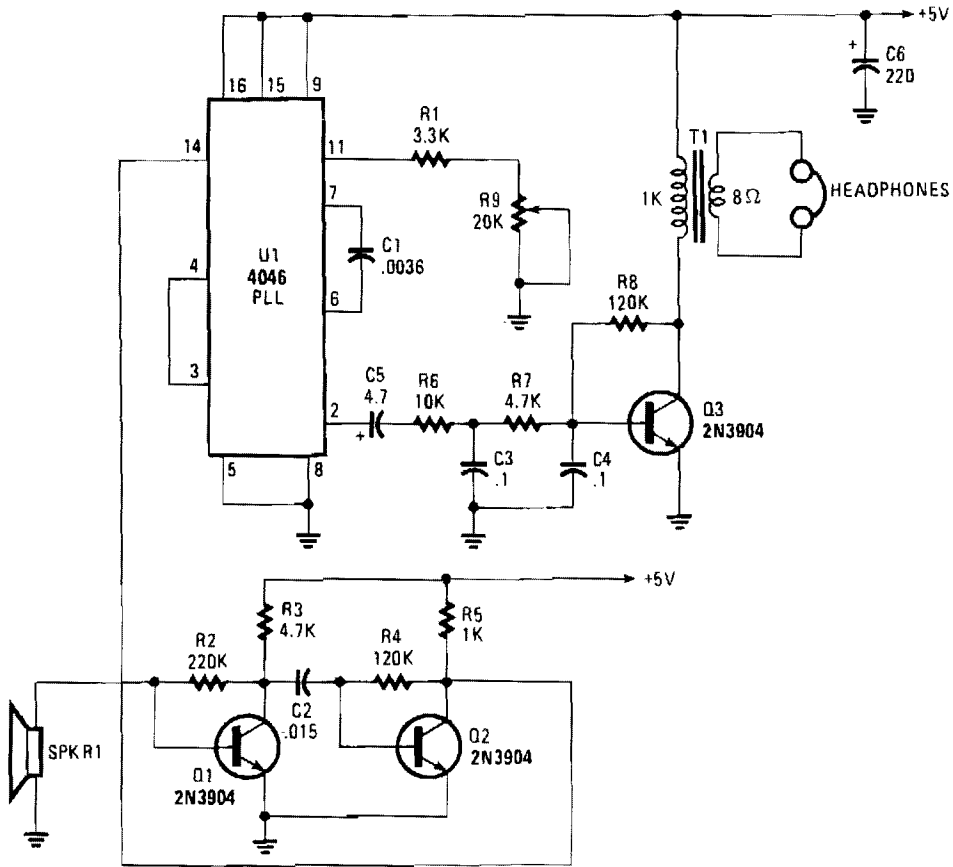 +5V
+
C6
220
16
15
9
14
11
R1
3.3K
T1
7
R9
20K
1K
8Ω
HEADPHONES
U1
4046
PLL
4
C1
.0036
6
R8
120K
3
C5
4.7
R6
10K
R7
4.7K
2
+
Q3
2N3904
5
8
C3
.1
C4
.1
+5V
R3
4.7K
R5
1K
R2
220K
R4
120K
C2
.015
SPKR1
Q1
2N3904
Q2
2N3904